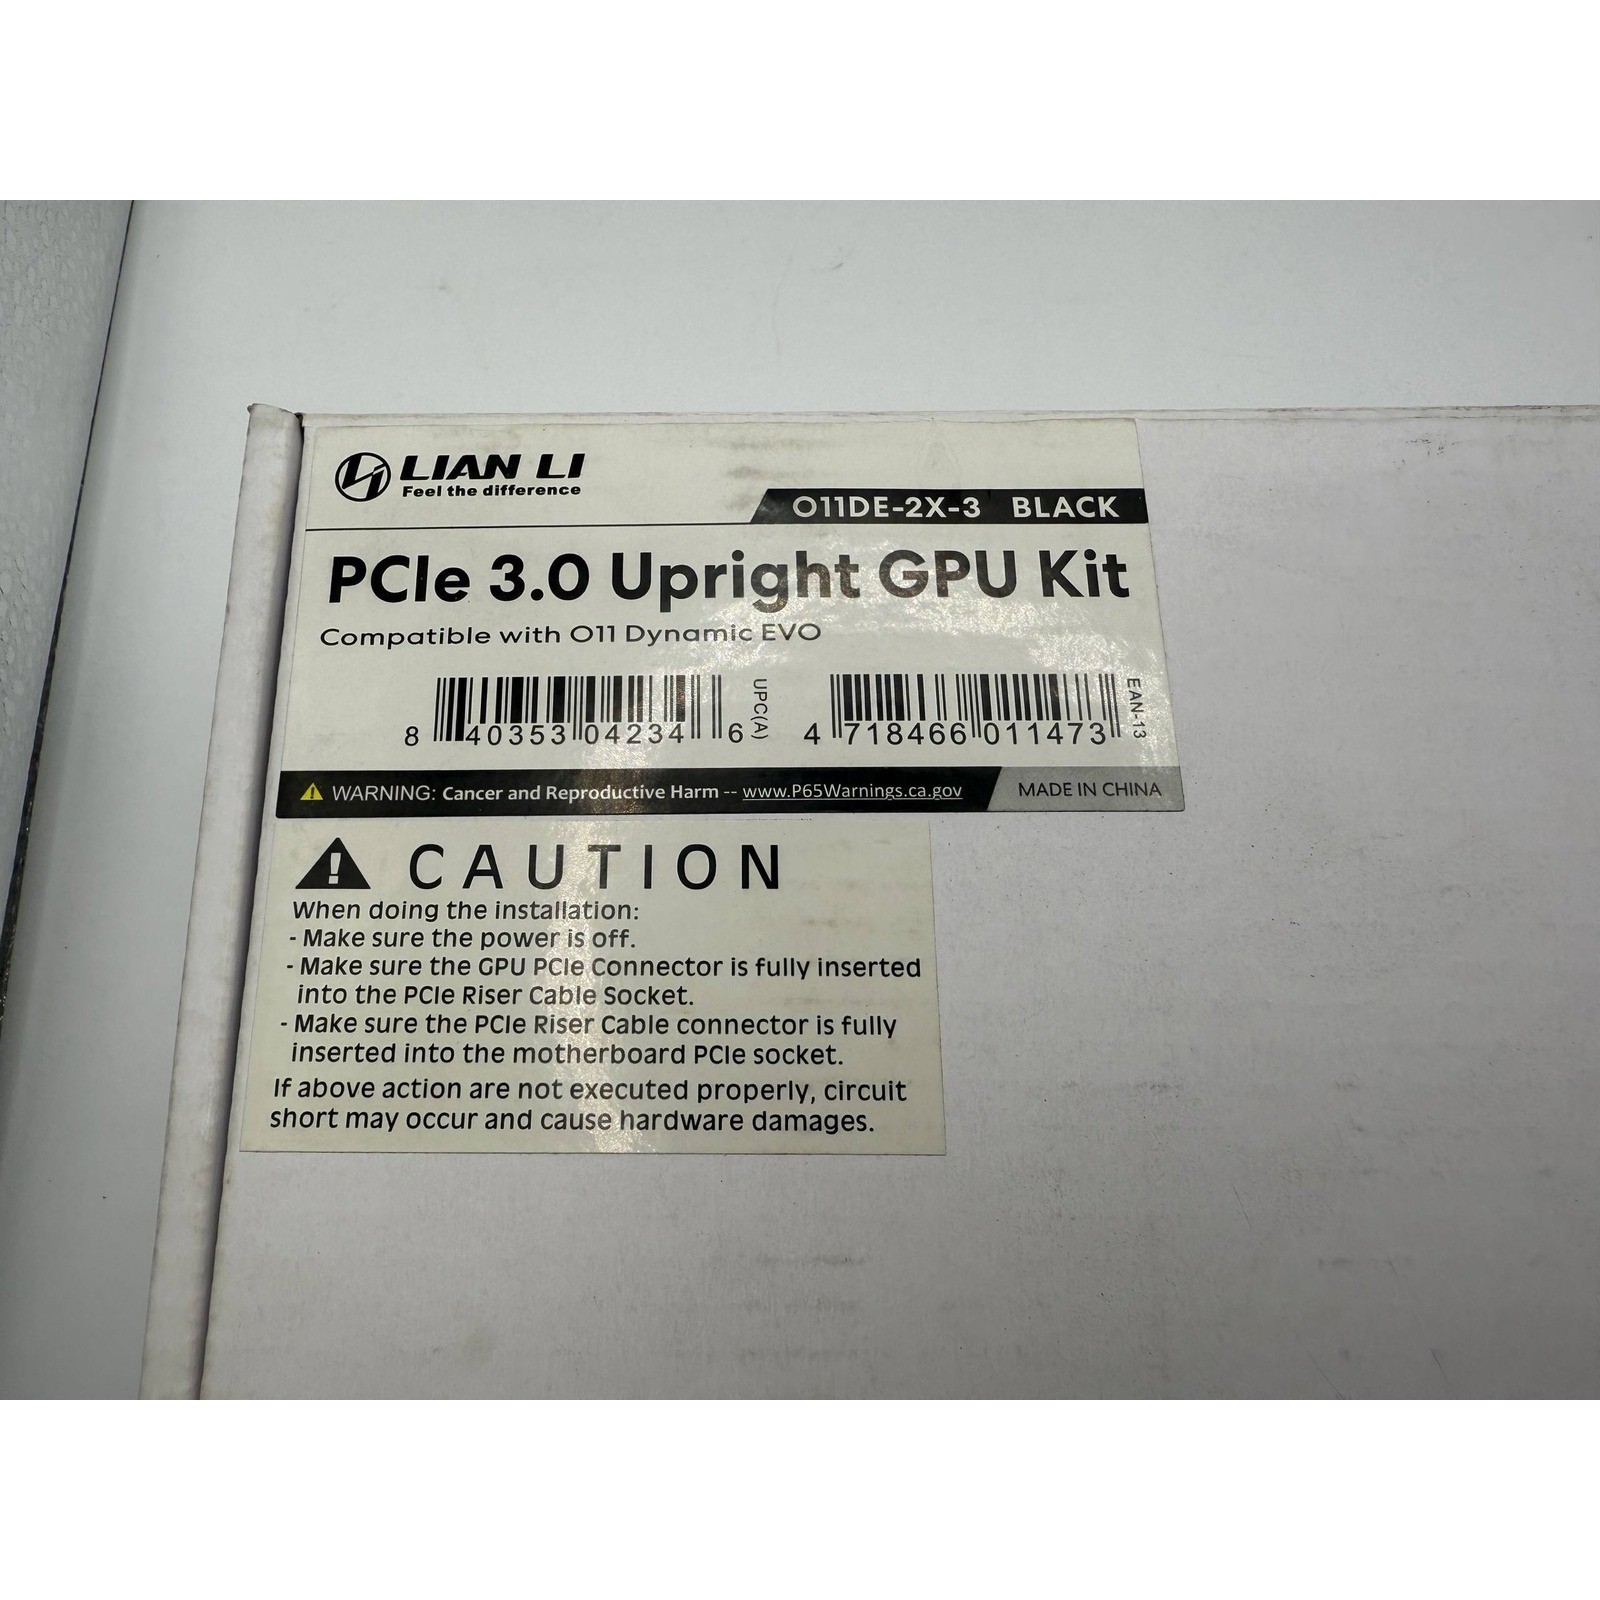 LIAN LI
Feel the difference
O11DE-2X-3 BLACK
PCIe 3.0 Upright GPU Kit
Compatible with O11 Dynamic EVO
8 40353 04234 6 UPC(A)
4 718466 011473 EAN-13
WARNING: Cancer and Reproductive Harm -- www.P65Warnings.ca.gov
MADE IN CHINA
CAUTION
When doing the installation:
- Make sure the power is off.
- Make sure the GPU PCIe Connector is fully inserted
into the PCIe Riser Cable Socket.
- Make sure the PCIe Riser Cable connector is fully
inserted into the motherboard PCIe socket.
If above action are not executed properly, circuit
short may occur and cause hardware damages.